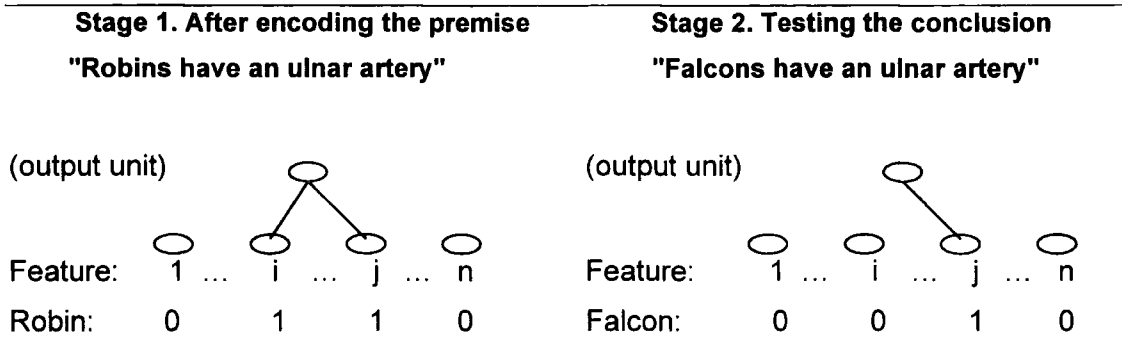 Stage 1. After encoding the premise
"Robins have an ulnar artery"
(output unit)
Feature: 1 ... i ... j ... n
Robin: 0 1 1 0
Stage 2. Testing the conclusion
"Falcons have an ulnar artery"
(output unit)
Feature: 1 ... i ... j ... n
Falcon: 0 0 1 0